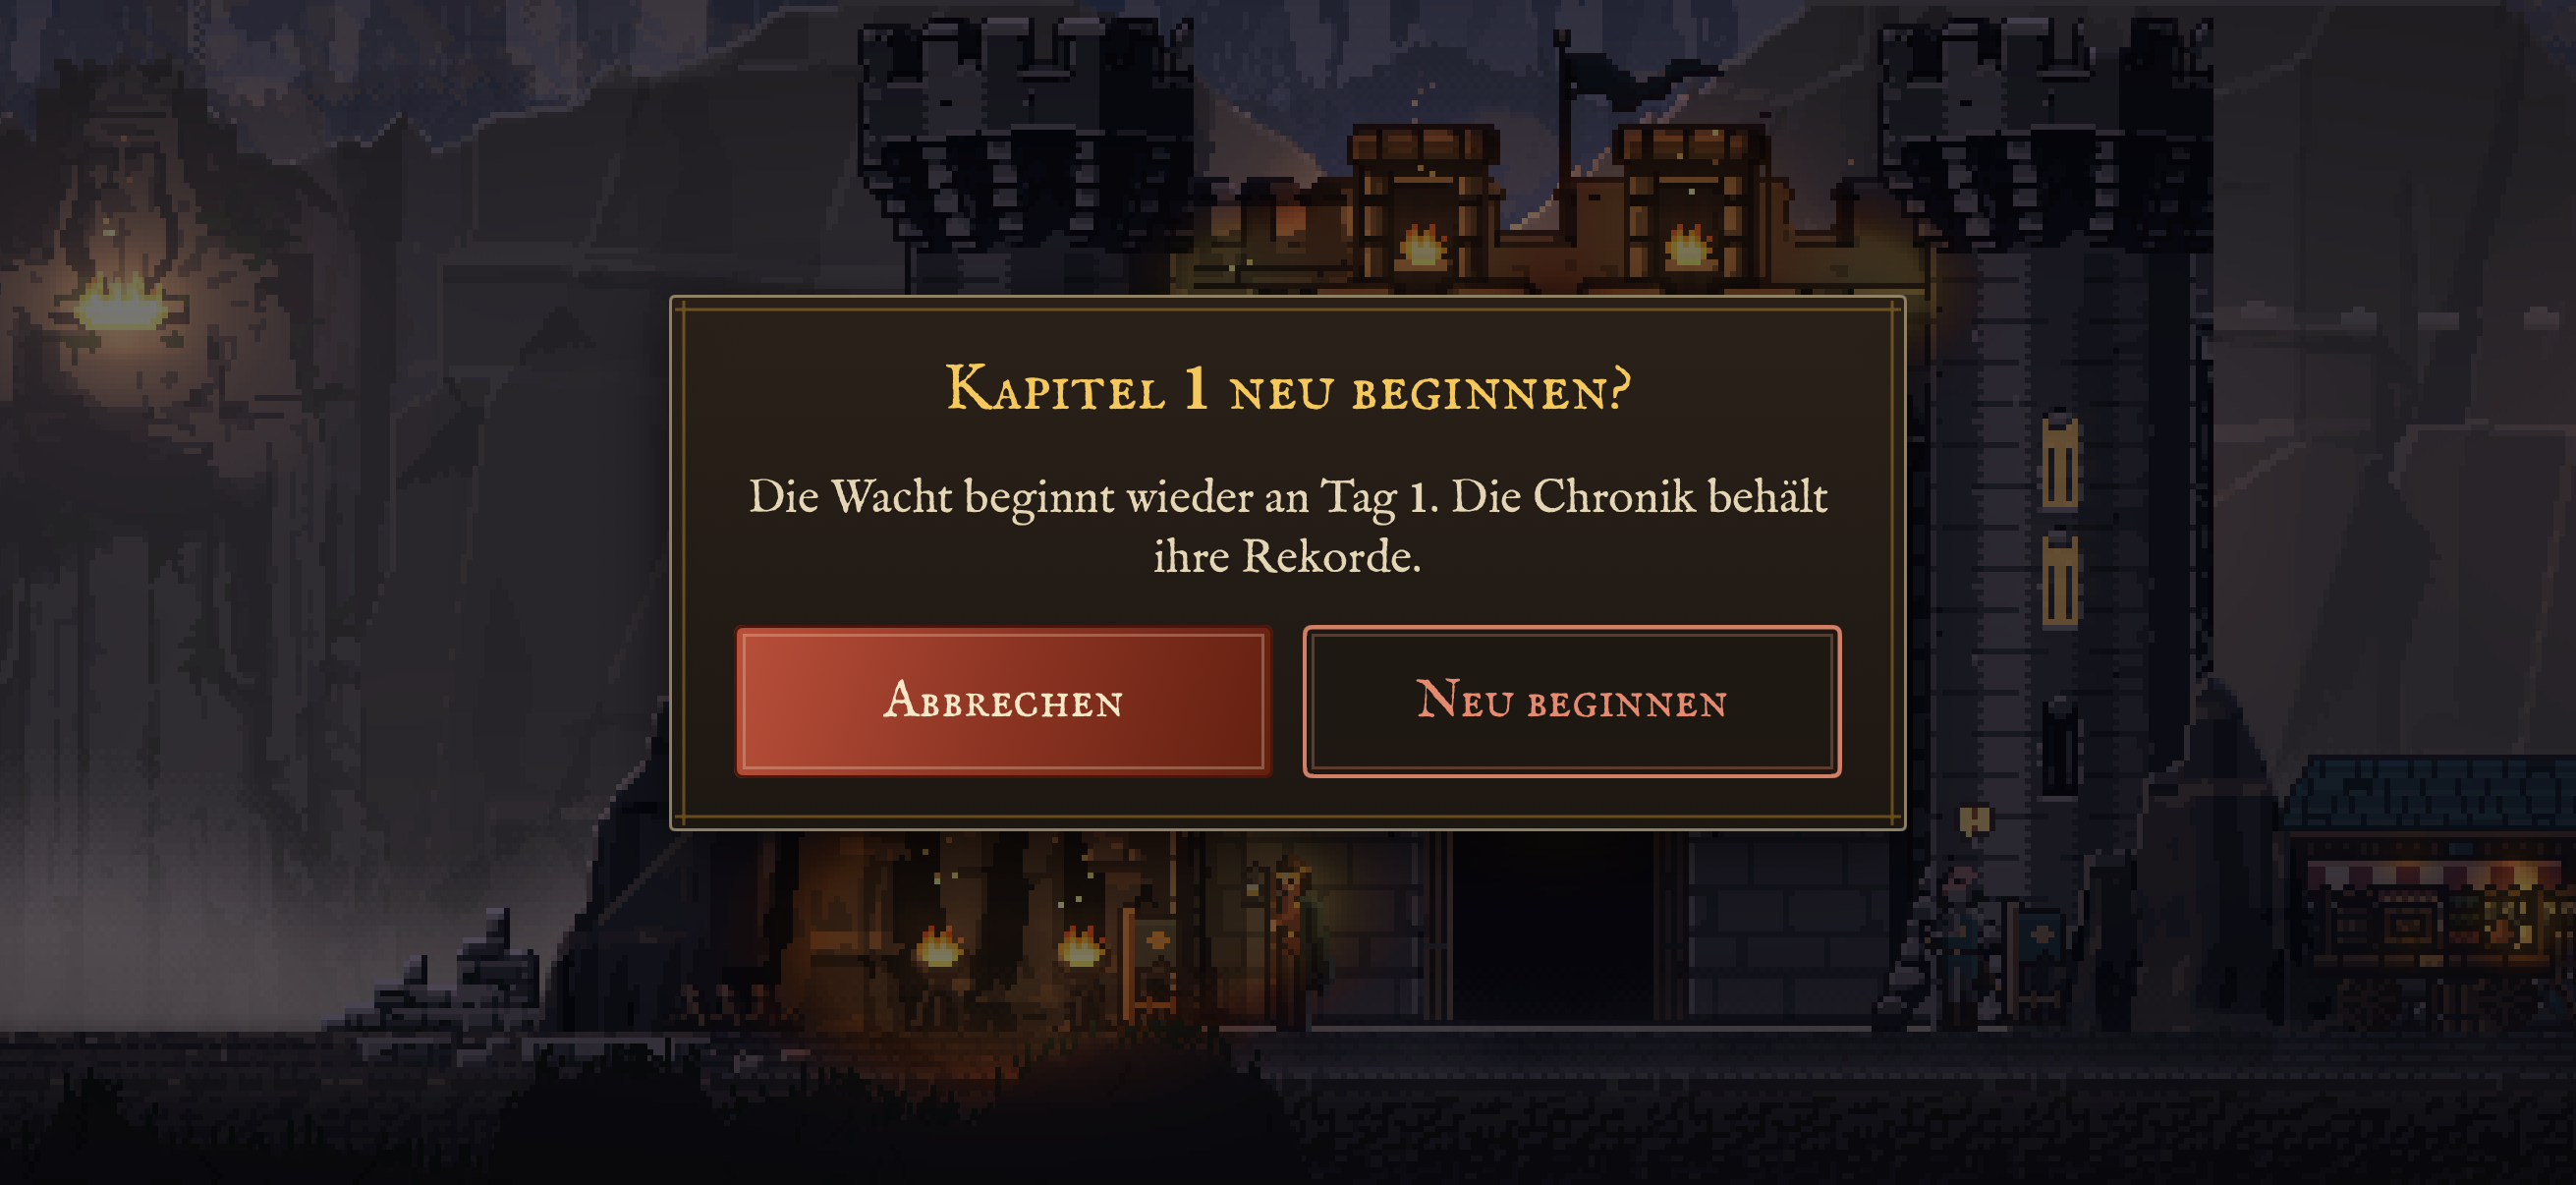 Kapitel 1 neu beginnen?
Die Wacht beginnt wieder an Tag 1. Die Chronik behält
ihre Rekorde.
Abbrechen
Neu beginnen